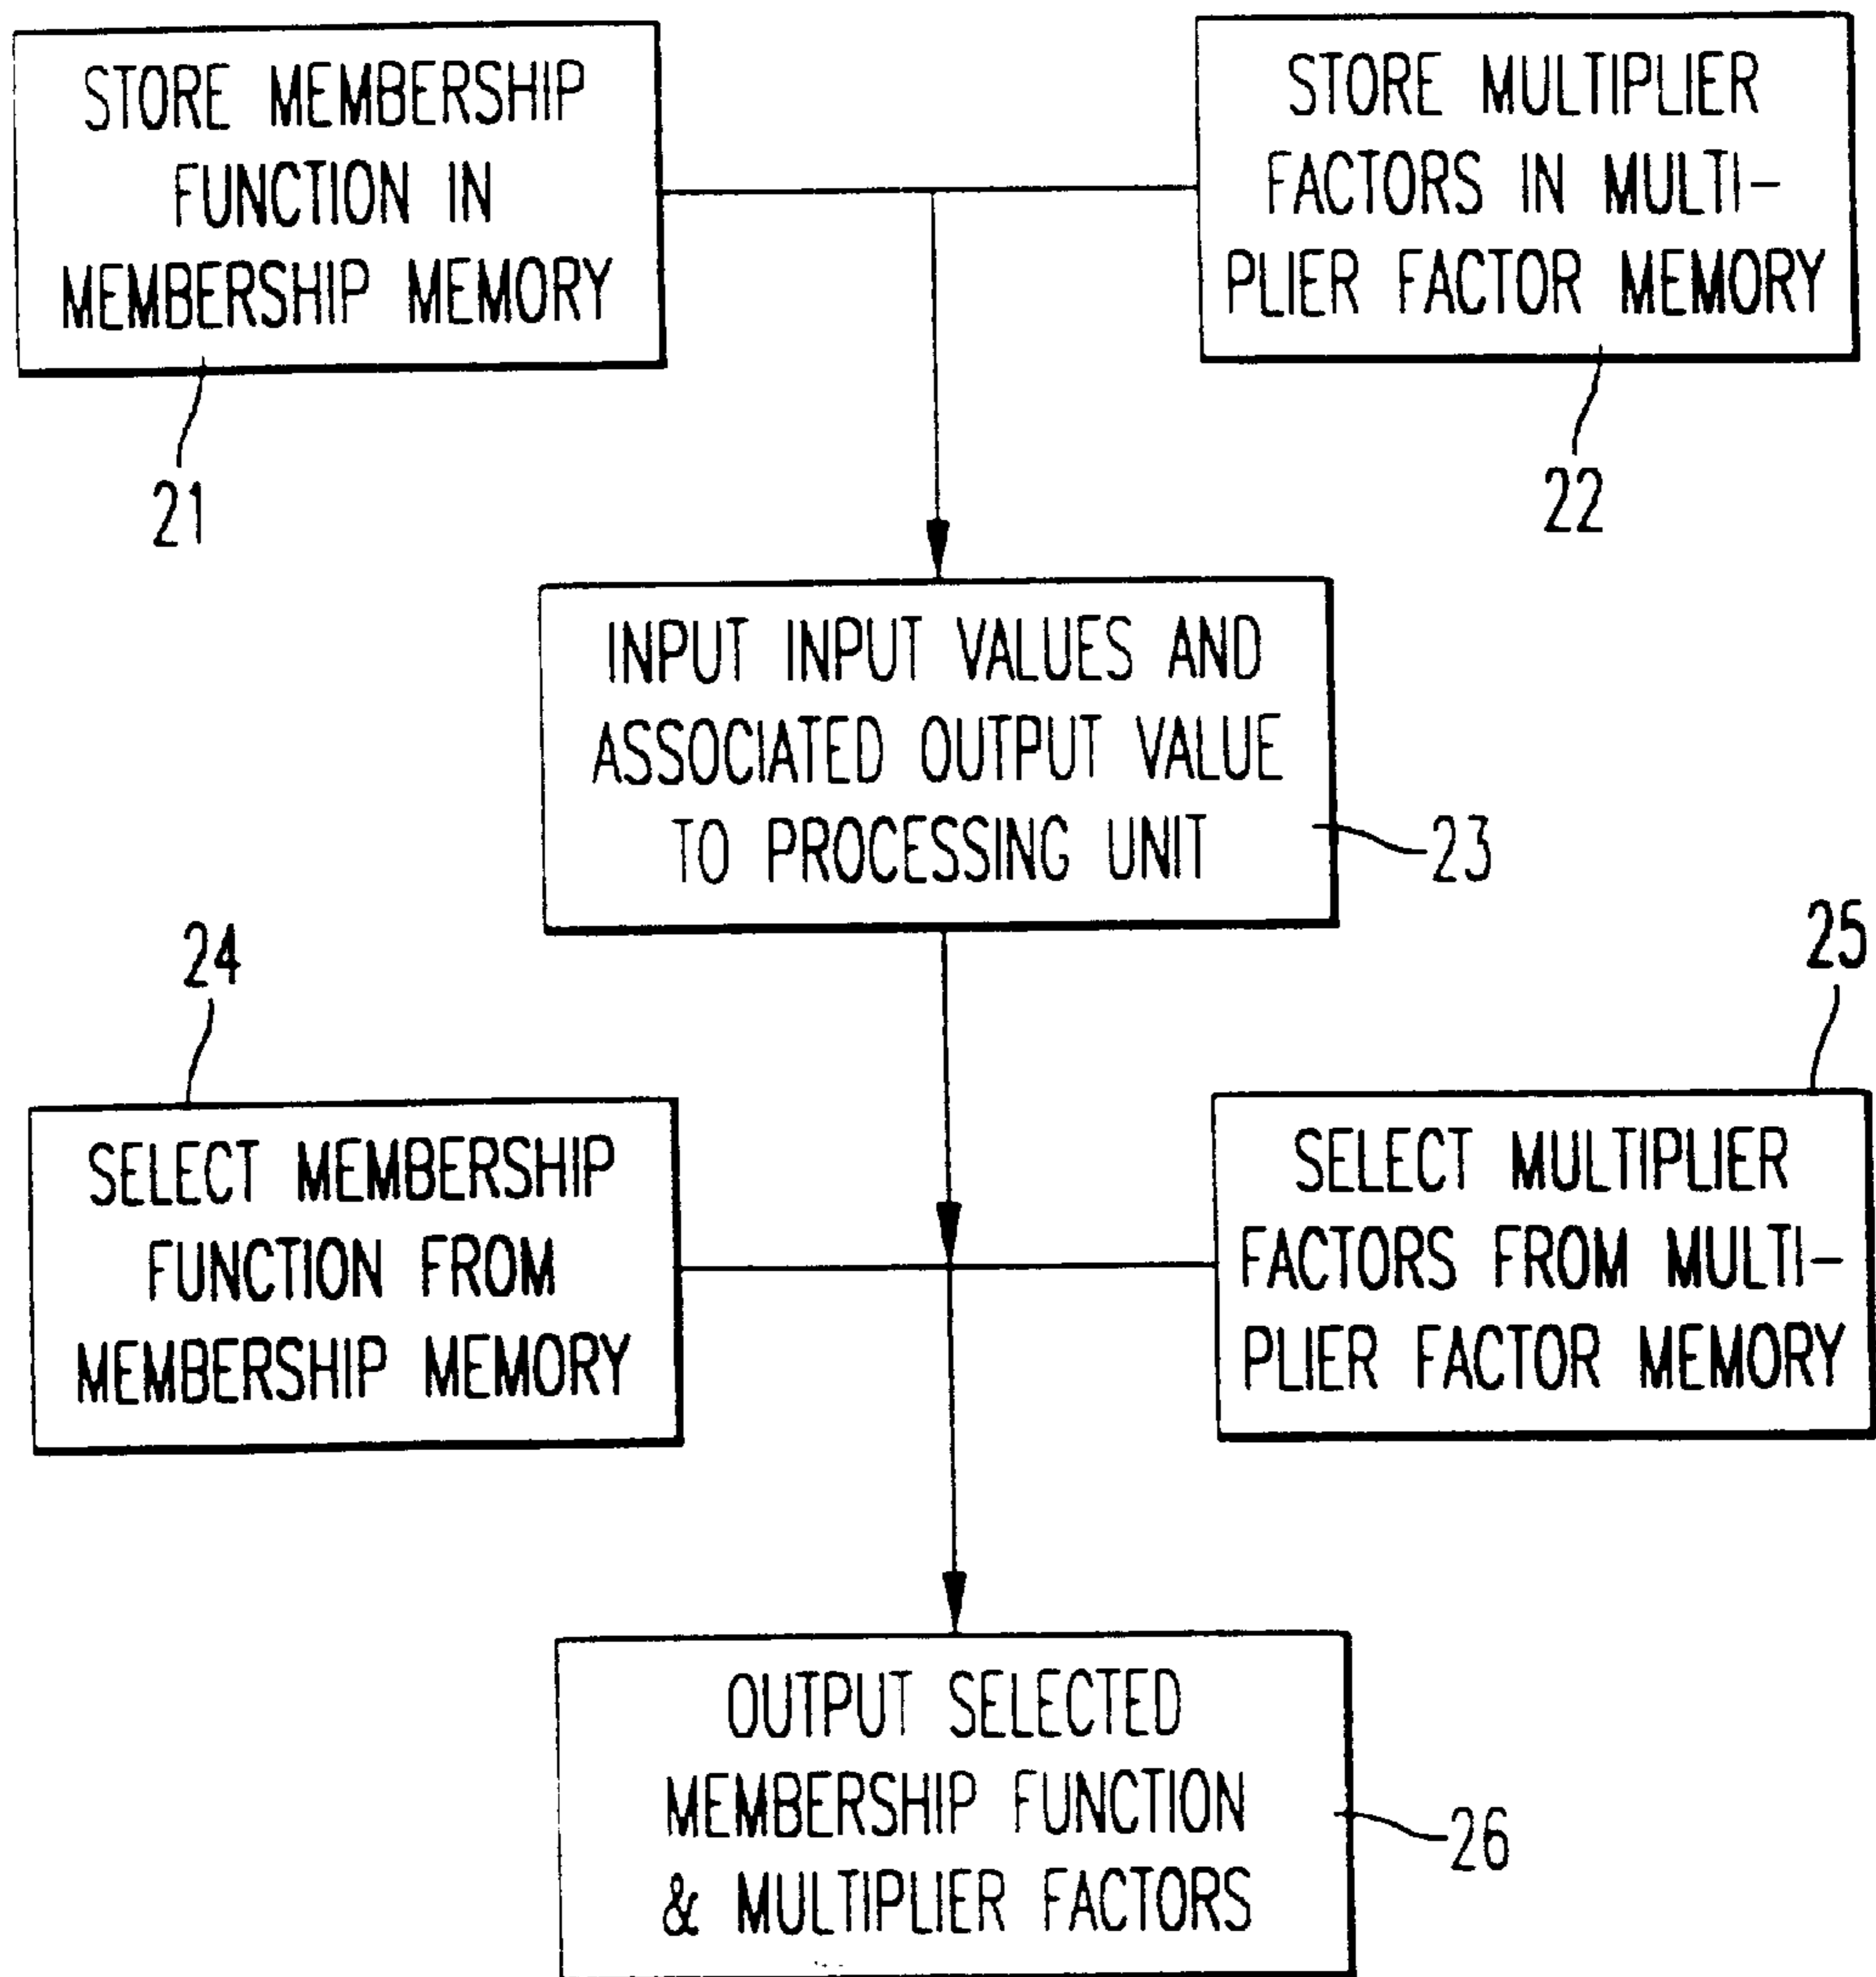 STORE MEMBERSHIP
FUNCTION IN
MEMBERSHIP MEMORY
21
STORE MULTIPLIER
FACTORS IN MULTI-
PLIER FACTOR MEMORY
22
INPUT INPUT VALUES AND
ASSOCIATED OUTPUT VALUE
TO PROCESSING UNIT
23
24
SELECT MEMBERSHIP
FUNCTION FROM
MEMBERSHIP MEMORY
25
SELECT MULTIPLIER
FACTORS FROM MULTI-
PLIER FACTOR MEMORY
OUTPUT SELECTED
MEMBERSHIP FUNCTION
& MULTIPLIER FACTORS
26